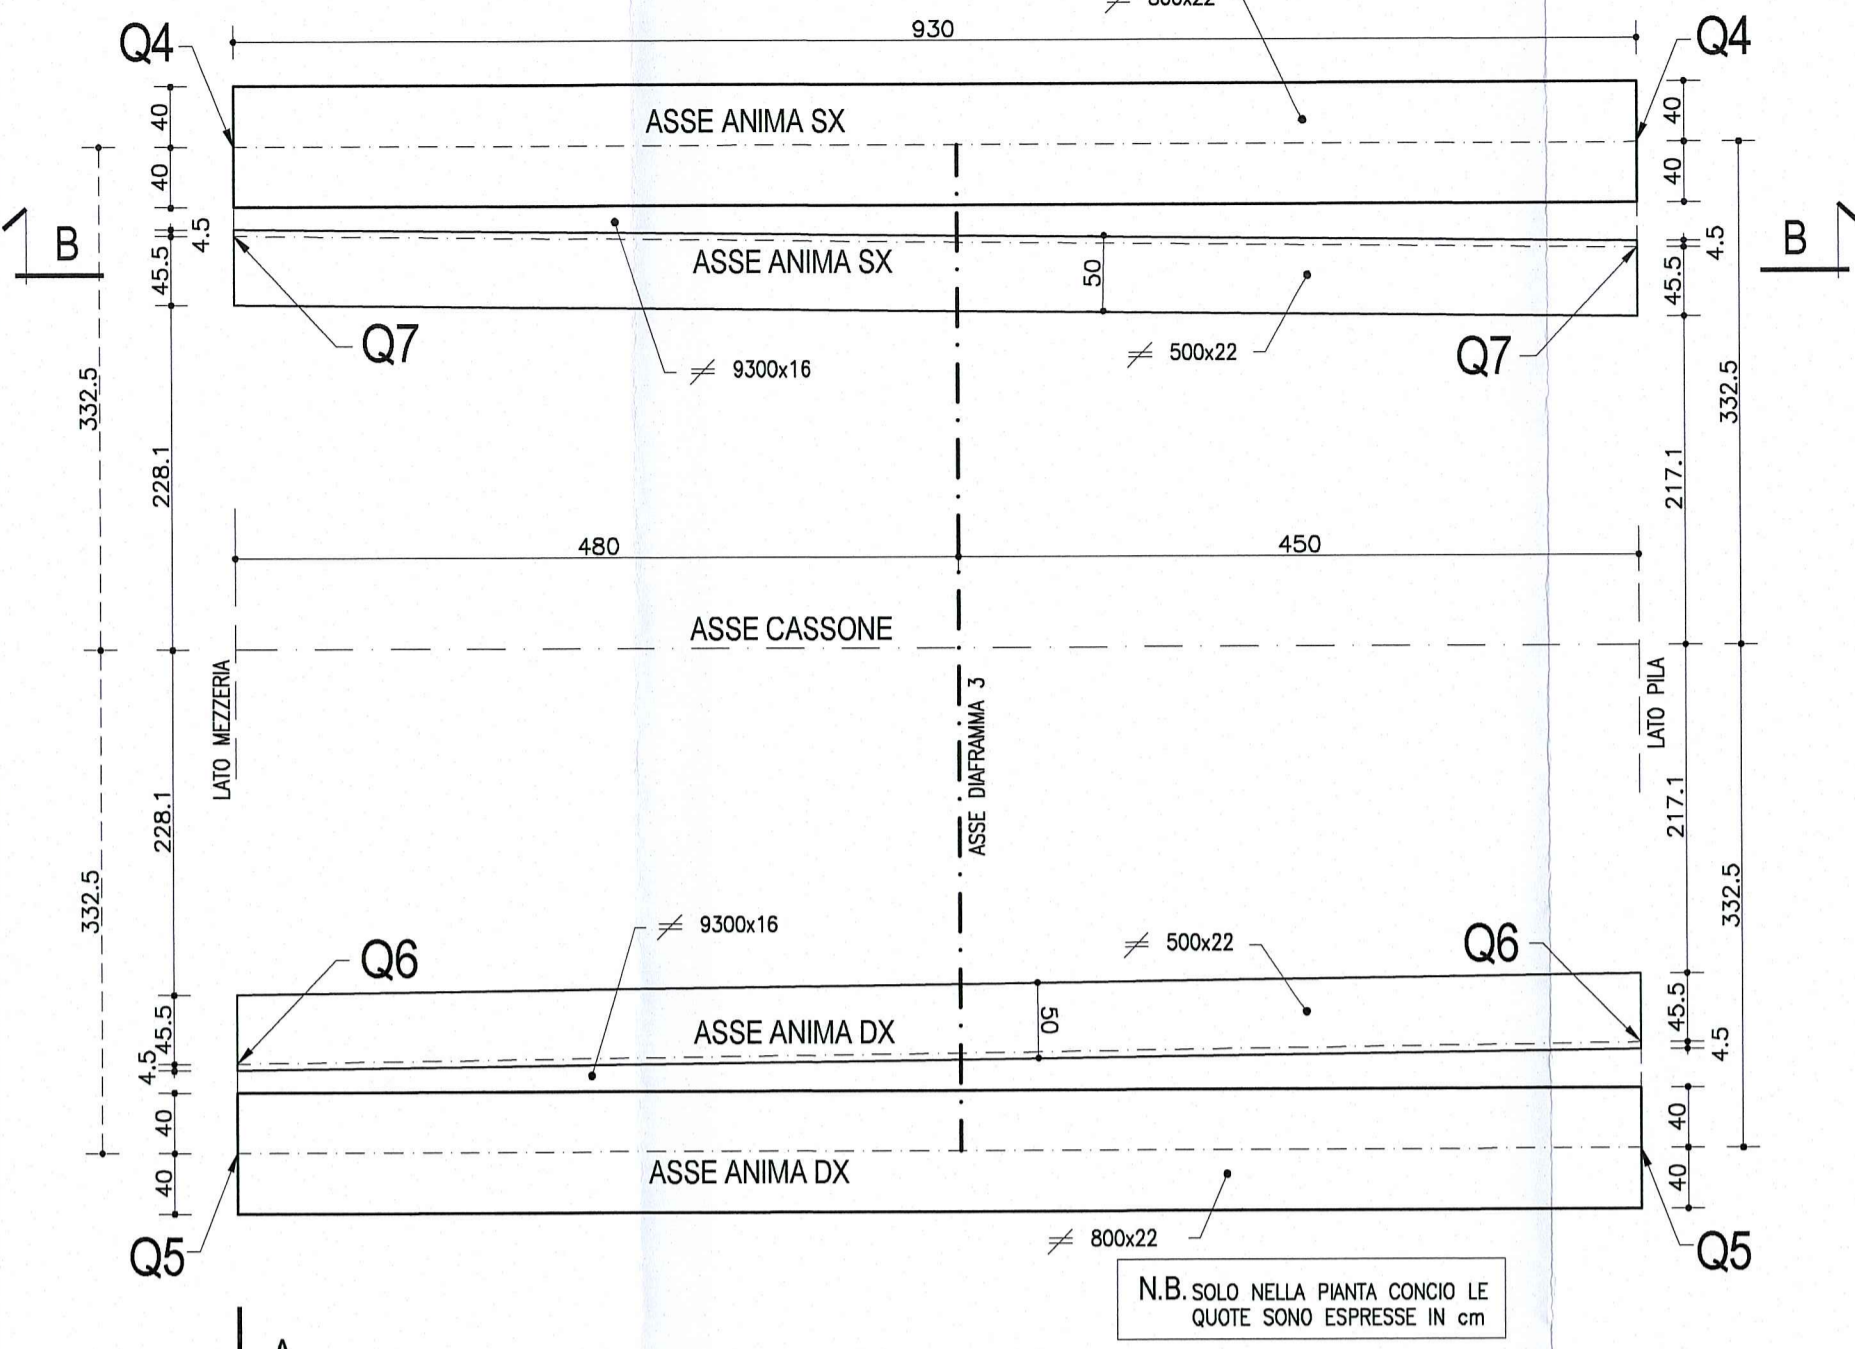 800x22
930
Q4
Q4
40
40
ASSE ANIMA SX
40
40
B
4.5
4.5
B
45.5
ASSE ANIMA SX
50
45.5
Q7
500x22
Q7
9300x16
332.5
332.5
228.1
217.1
480
450
ASSE CASSONE
LATO MEZZERIA
ASSE DIAFRAMMA 3
LATO PILA
228.1
217.1
332.5
332.5
9300x16
500x22
Q6
Q6
45.5
45.5
ASSE ANIMA DX
50
4.5
4.5
40
40
ASSE ANIMA DX
40
40
Q5
800x22
Q5
N.B. SOLO NELLA PIANTA CONCIO LE
QUOTE SONO ESPRESSE IN cm